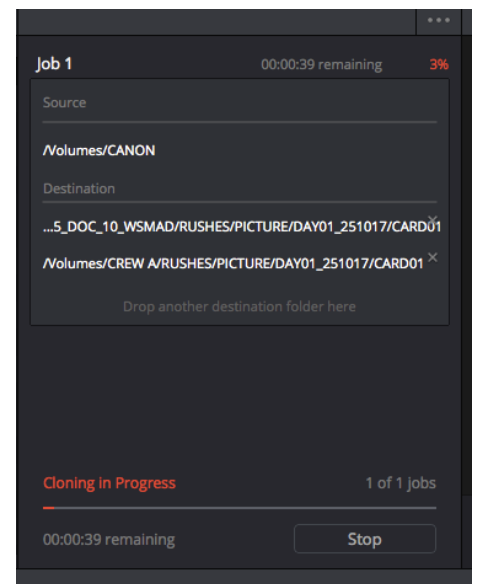 Job 1 00:00:39 remaining 3%
Source
/Volumes/CANON
Destination
...5_DOC_10_WSMAD/RUSHES/PICTURE/DAY01_251017/CARD01
/Volumes/CREW A/RUSHES/PICTURE/DAY01_251017/CARD01
Drop another destination folder here
Cloning in Progress 1 of 1 jobs
00:00:39 remaining Stop